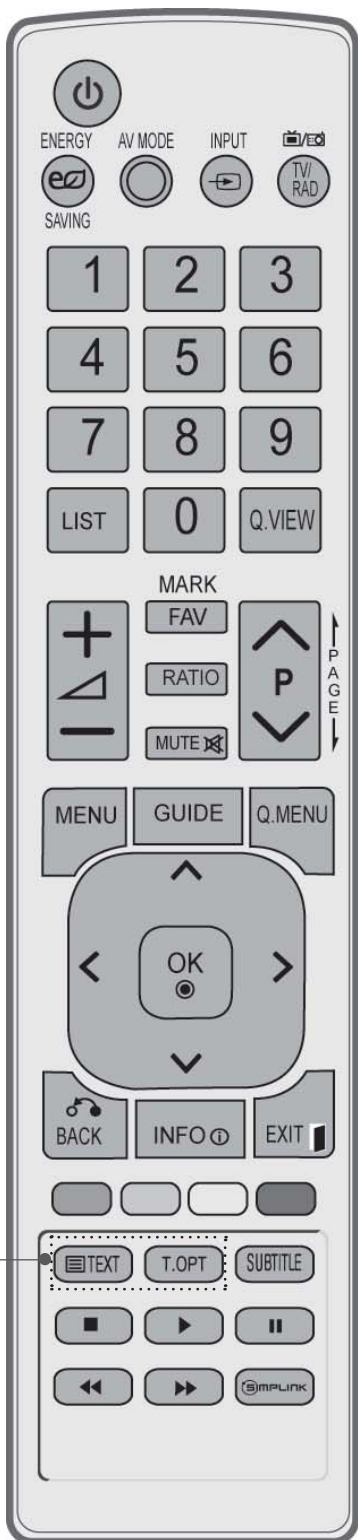 ENERGY AV MODE INPUT
TV/
RAD
SAVING
1 2 3
4 5 6
7 8 9
LIST 0 Q.VIEW
MARK
FAV
RATIO
P
PAGE
MUTE
MENU GUIDE Q.MENU
OK
BACK INFO EXIT
TEXT T.OPT SUBTITLE
SIMPLINK